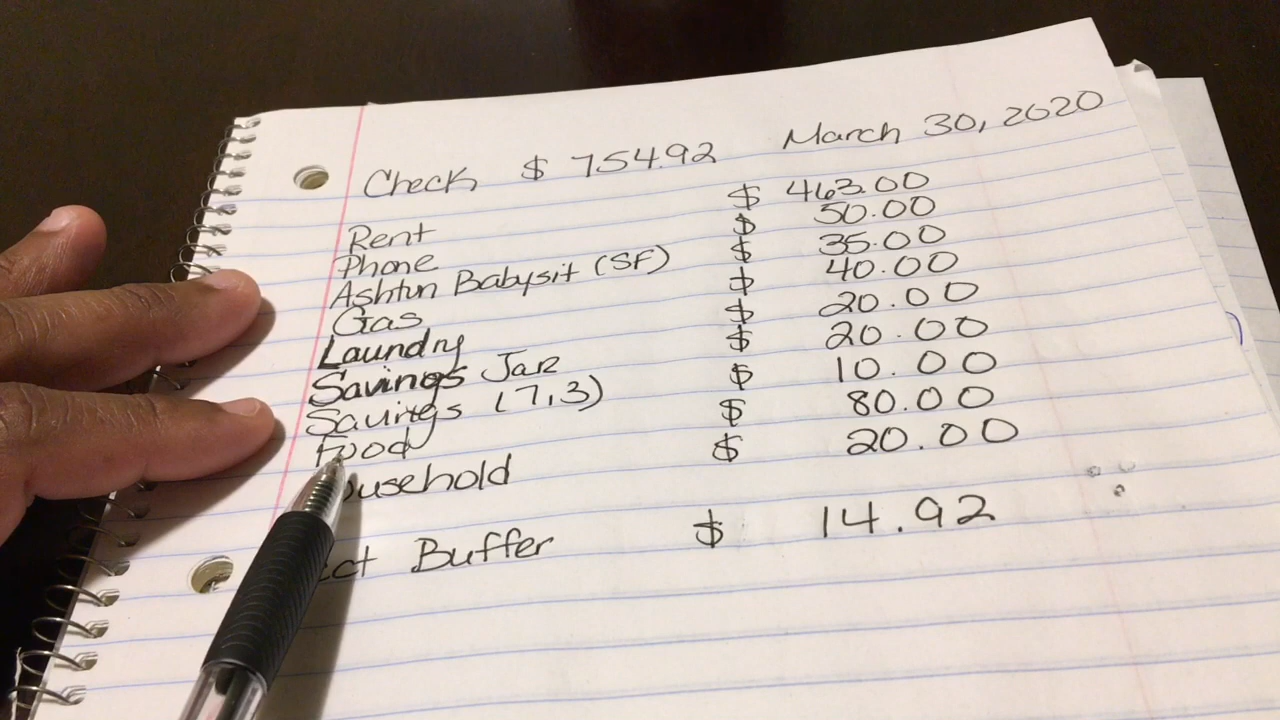 Check $ 754.92 March 30, 2020
Rent $ 463.00
Phone $ 50.00
Ashtun Babysit (SF) $ 35.00
Gas $ 40.00
Laundry $ 20.00
Savings Jar $ 20.00
Savings (7,3) $ 10.00
Food $ 80.00
ousehold $ 20.00
ct Buffer $ 14.92